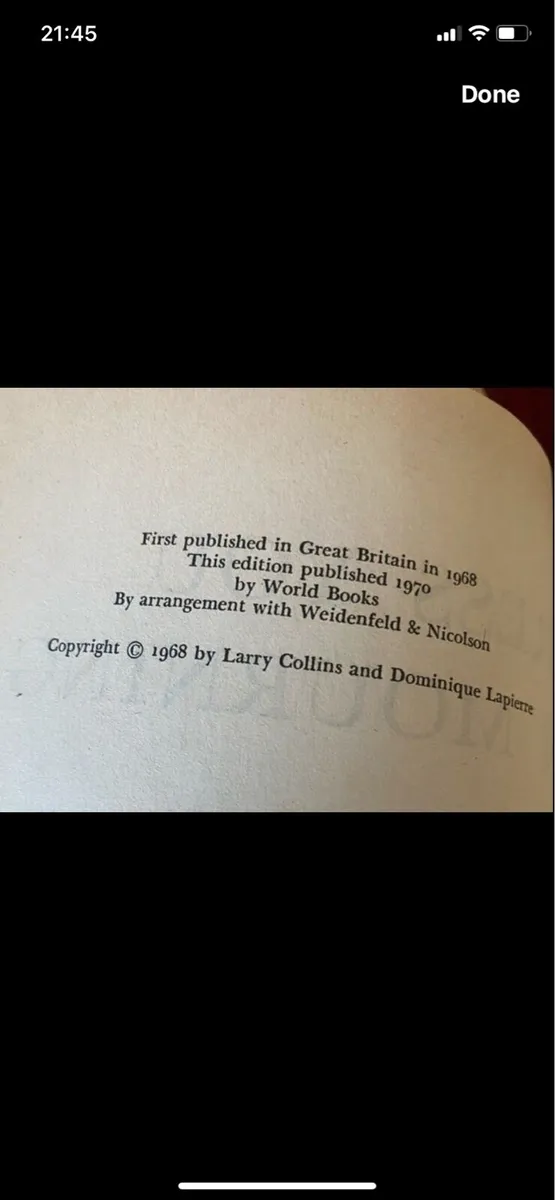 21:45
Done
First published in Great Britain in 1968
This edition published 1970
by World Books
By arrangement with Weidenfeld & Nicolson
Copyright © 1968 by Larry Collins and Dominique Lapierre